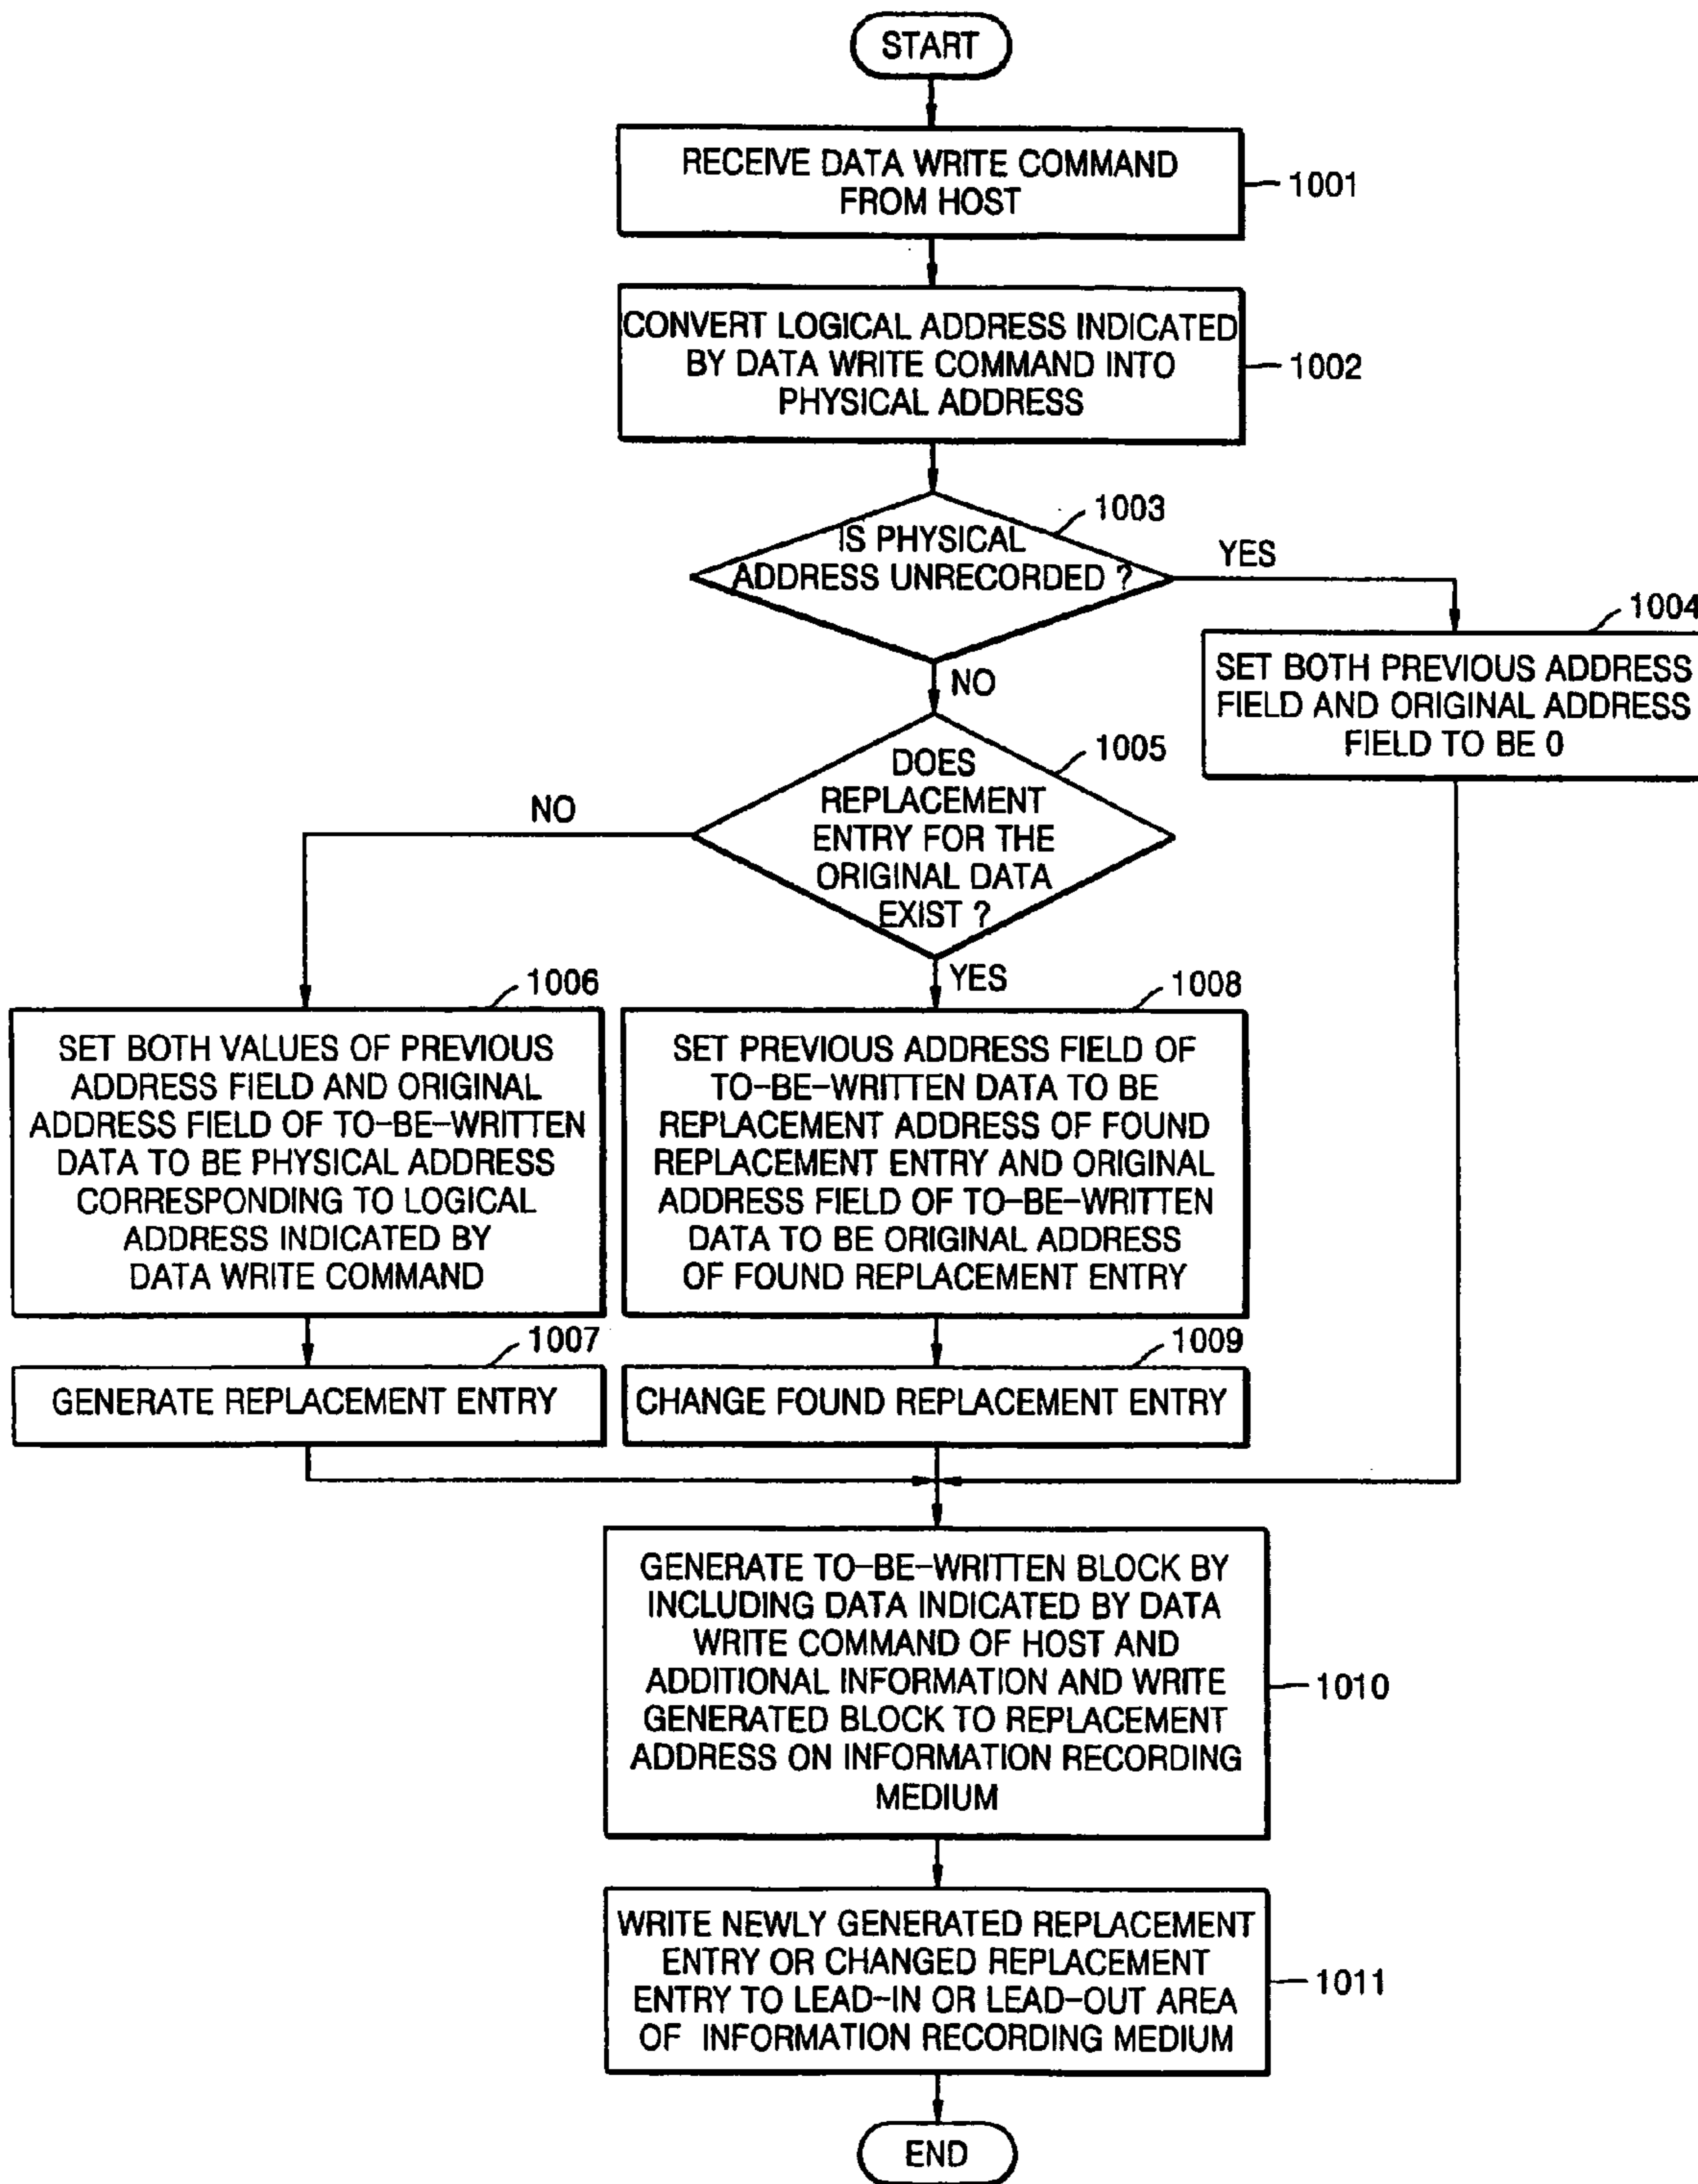 START
RECEIVE DATA WRITE COMMAND
FROM HOST
1001
CONVERT LOGICAL ADDRESS INDICATED
BY DATA WRITE COMMAND INTO
PHYSICAL ADDRESS
1002
1003
IS PHYSICAL
ADDRESS UNRECORDED ?
YES
NO
1004
SET BOTH PREVIOUS ADDRESS
FIELD AND ORIGINAL ADDRESS
FIELD TO BE 0
1005
DOES
REPLACEMENT
ENTRY FOR THE
ORIGINAL DATA
EXIST ?
NO
YES
1006
SET BOTH VALUES OF PREVIOUS
ADDRESS FIELD AND ORIGINAL
ADDRESS FIELD OF TO-BE-WRITTEN
DATA TO BE PHYSICAL ADDRESS
CORRESPONDING TO LOGICAL
ADDRESS INDICATED BY
DATA WRITE COMMAND
1008
SET PREVIOUS ADDRESS FIELD OF
TO-BE-WRITTEN DATA TO BE
REPLACEMENT ADDRESS OF FOUND
REPLACEMENT ENTRY AND ORIGINAL
ADDRESS FIELD OF TO-BE-WRITTEN
DATA TO BE ORIGINAL ADDRESS
OF FOUND REPLACEMENT ENTRY
1007
GENERATE REPLACEMENT ENTRY
1009
CHANGE FOUND REPLACEMENT ENTRY
GENERATE TO-BE-WRITTEN BLOCK BY
INCLUDING DATA INDICATED BY DATA
WRITE COMMAND OF HOST AND
ADDITIONAL INFORMATION AND WRITE
GENERATED BLOCK TO REPLACEMENT
ADDRESS ON INFORMATION RECORDING
MEDIUM
1010
WRITE NEWLY GENERATED REPLACEMENT
ENTRY OR CHANGED REPLACEMENT
ENTRY TO LEAD-IN OR LEAD-OUT AREA
OF INFORMATION RECORDING MEDIUM
1011
END